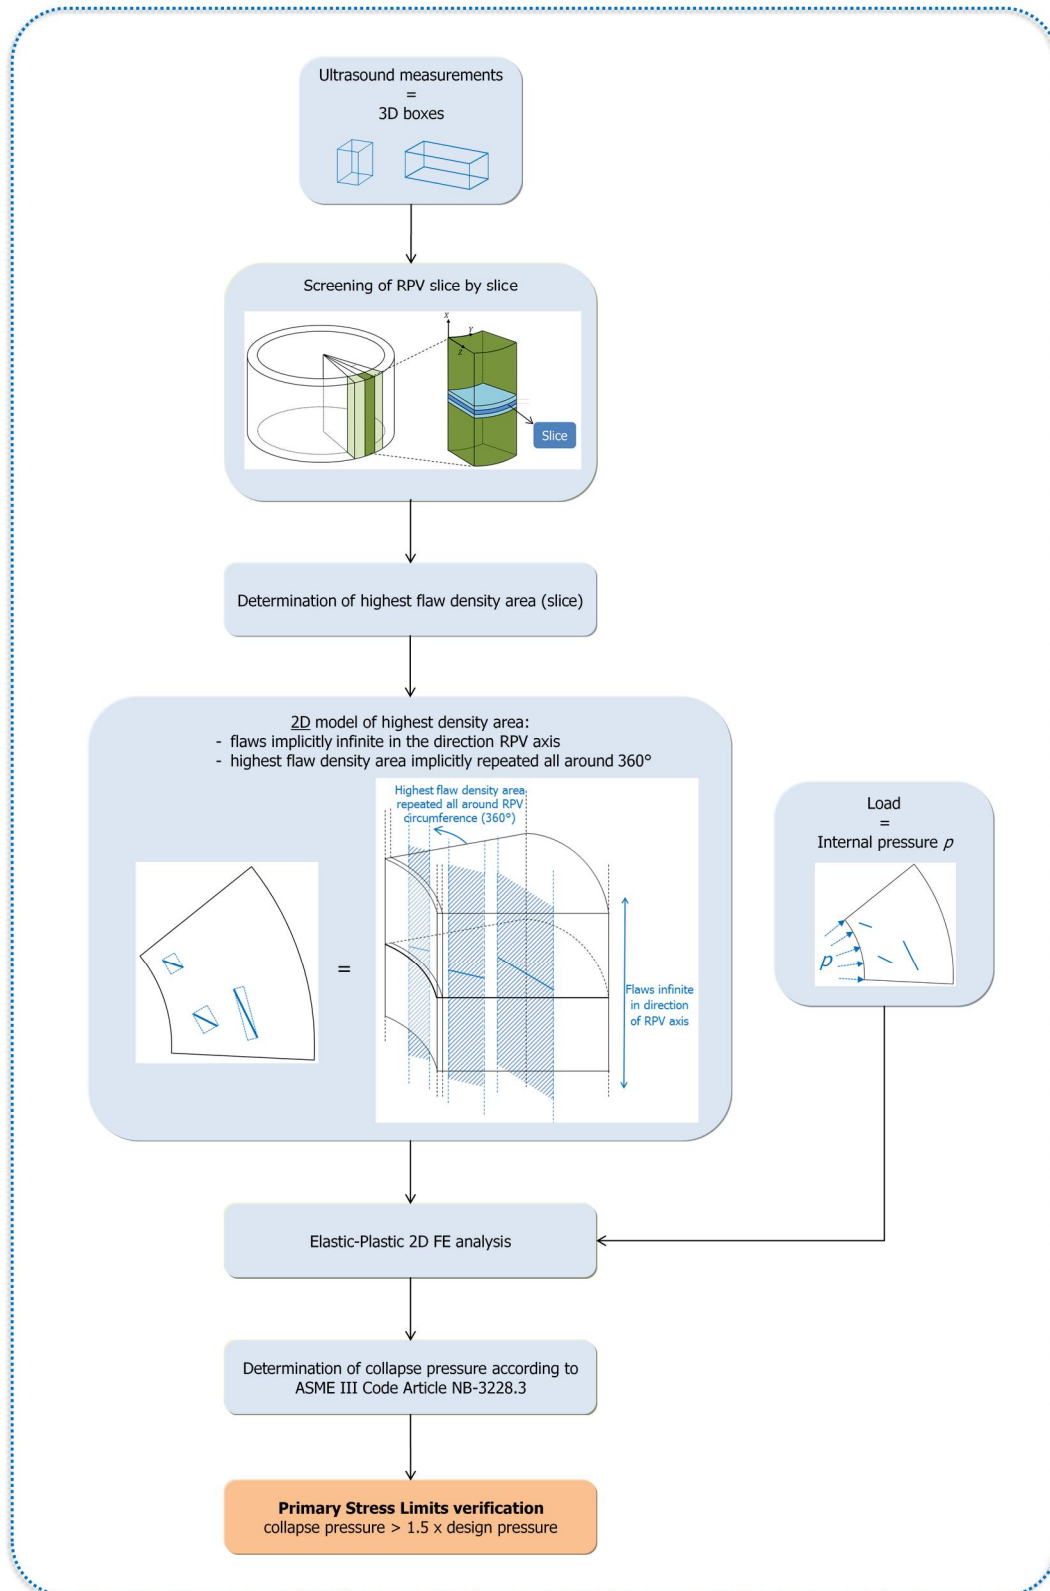 Ultrasound measurements
=
3D boxes
Screening of RPV slice by slice
X
Y
Z
Slice
Determination of highest flaw density area (slice)
2D model of highest density area:
- flaws implicitly infinite in the direction RPV axis
- highest flaw density area implicitly repeated all around 360°
Highest flaw density area
repeated all around RPV
circumference (360°)
=
Flaws infinite
in direction
of RPV axis
Load
=
Internal pressure p
p
Elastic-Plastic 2D FE analysis
Determination of collapse pressure according to
ASME III Code Article NB-3228.3
Primary Stress Limits verification
collapse pressure > 1.5 x design pressure